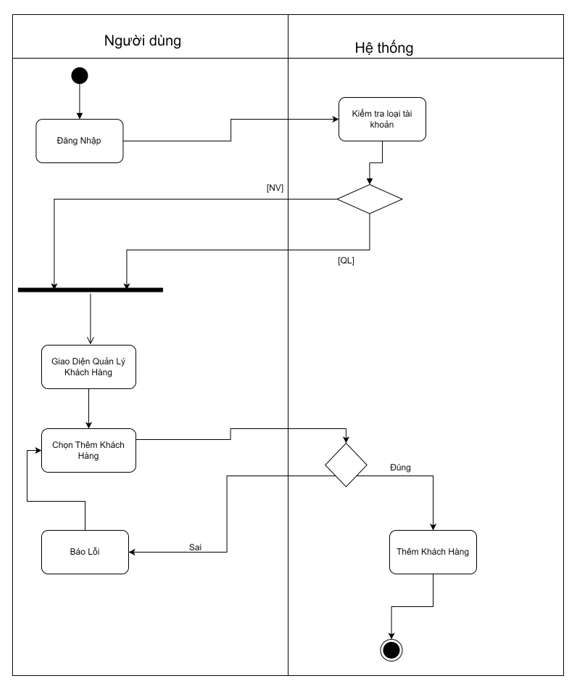 Người dùng
Hệ thống
Đăng Nhập
Kiểm tra loại tài
khoản
[NV]
[QL]
Giao Diện Quản Lý
Khách Hàng
Chọn Thêm Khách
Hàng
Đúng
Báo Lỗi
Sai
Thêm Khách Hàng